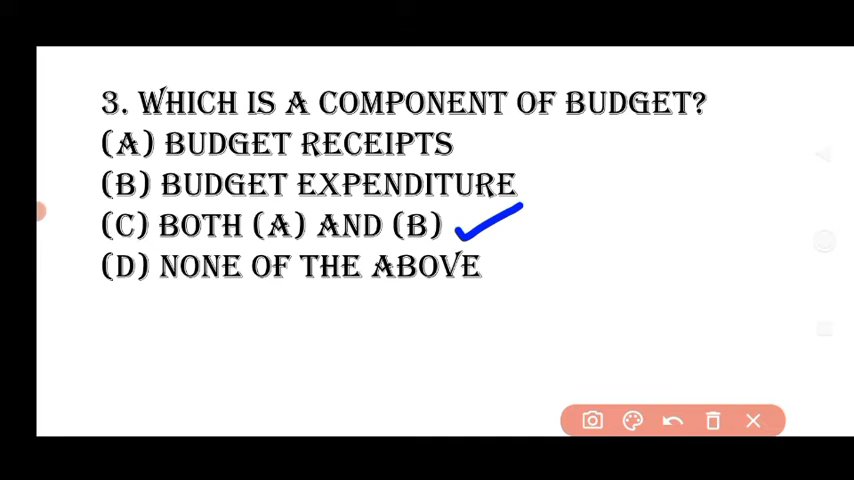 3. WHICH IS A COMPONENT OF BUDGET?
(A) BUDGET RECEIPTS
(B) BUDGET EXPENDITURE
(C) BOTH (A) AND (B)
(D) NONE OF THE ABOVE